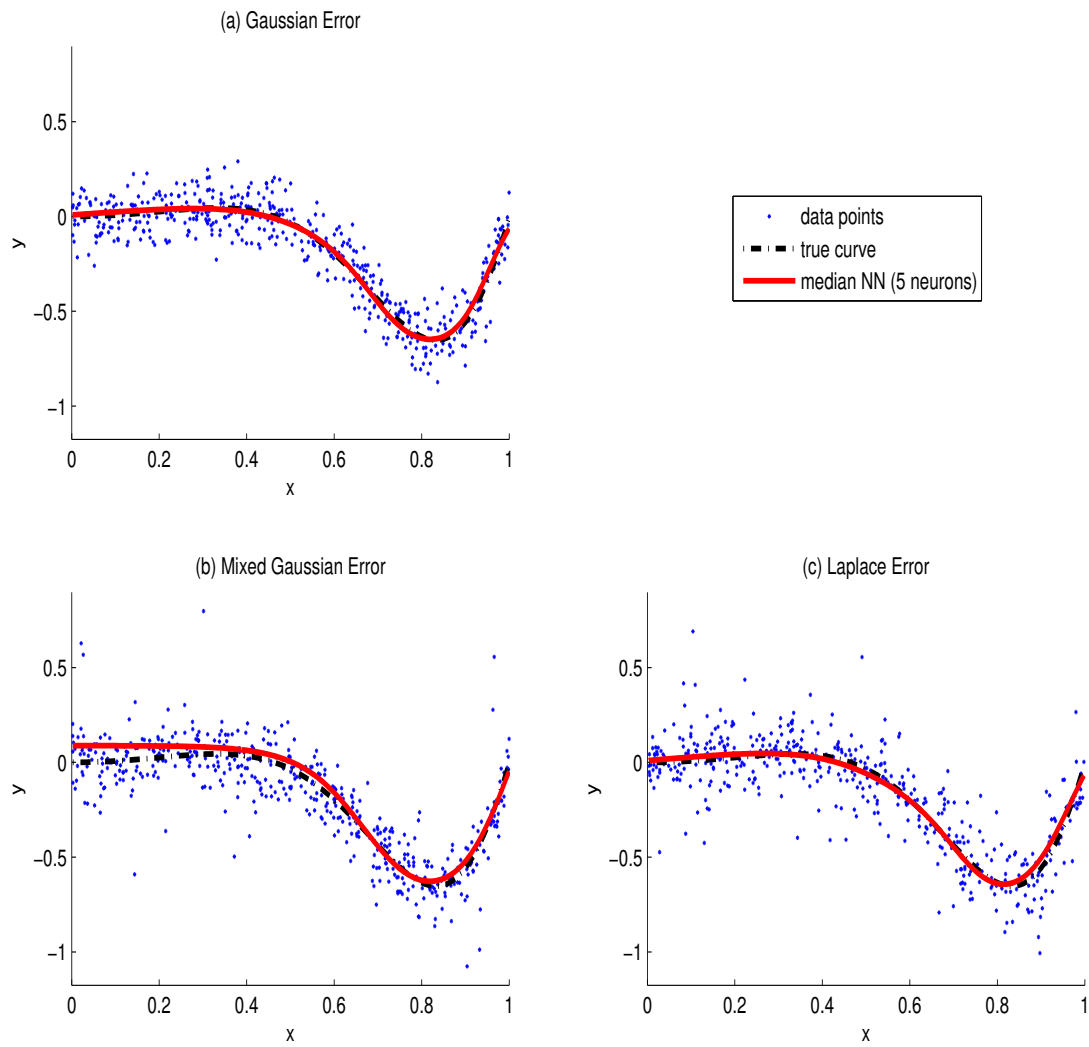 (a) Gaussian Error
0.5
0
−0.5
−1
y
0 0.2 0.4 0.6 0.8 1
x
data points
true curve
median NN (5 neurons)
(b) Mixed Gaussian Error
0.5
0
−0.5
−1
y
0 0.2 0.4 0.6 0.8 1
x
(c) Laplace Error
0.5
0
−0.5
−1
y
0 0.2 0.4 0.6 0.8 1
x